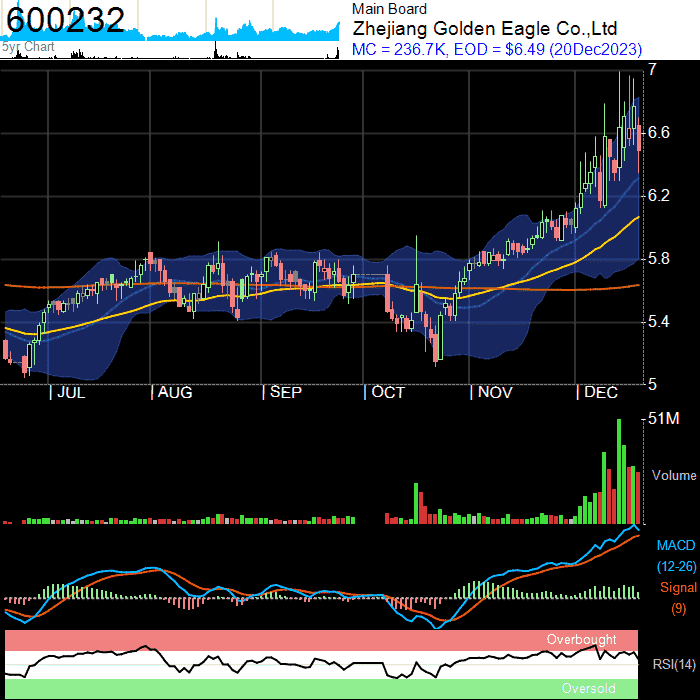 600232
5yr Chart
Main Board
Zhejiang Golden Eagle Co.,Ltd
MC = 236.7K, EOD = $6.49 (20Dec2023)
7
6.6
6.2
5.8
5.4
5
JUL
AUG
SEP
OCT
NOV
DEC
51M
Volume
MACD
(12-26)
Signal
(9)
Overbought
RSI(14)
Oversold